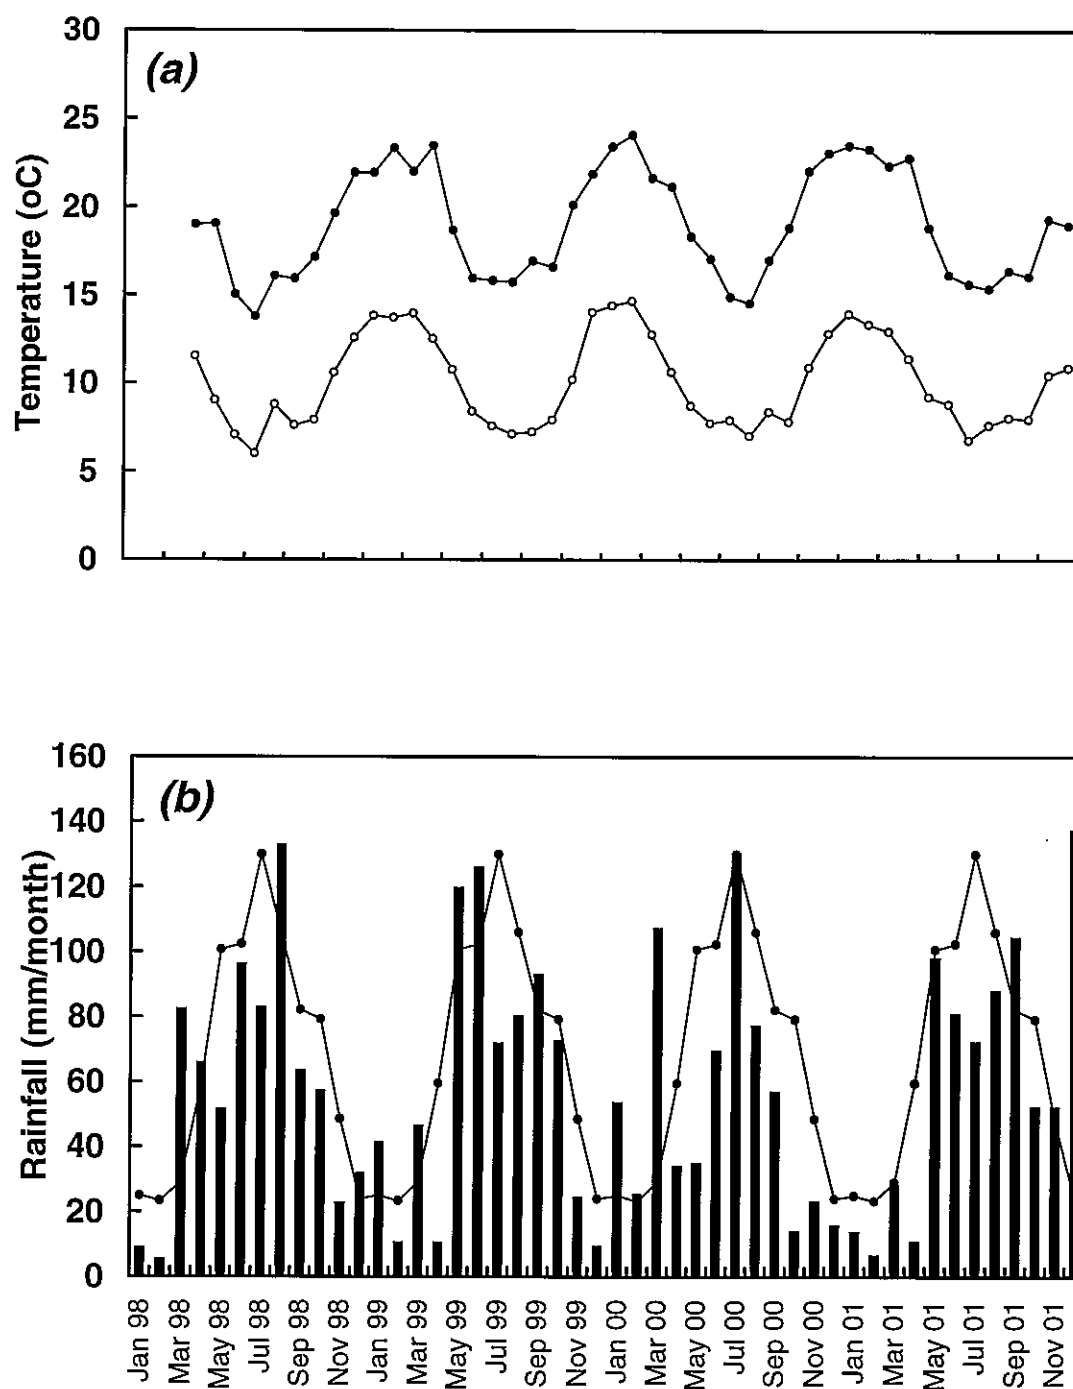 30
(a)
25
20
15
10
5
0
Temperature (oC)
160
(b)
140
120
100
80
60
40
20
0
Rainfall (mm/month)
Jan 98
Mar 98
May 98
Jul 98
Sep 98
Nov 98
Jan 99
Mar 99
May 99
Jul 99
Sep 99
Nov 99
Jan 00
Mar 00
May 00
Jul 00
Sep 00
Nov 00
Jan 01
Mar 01
May 01
Jul 01
Sep 01
Nov 01